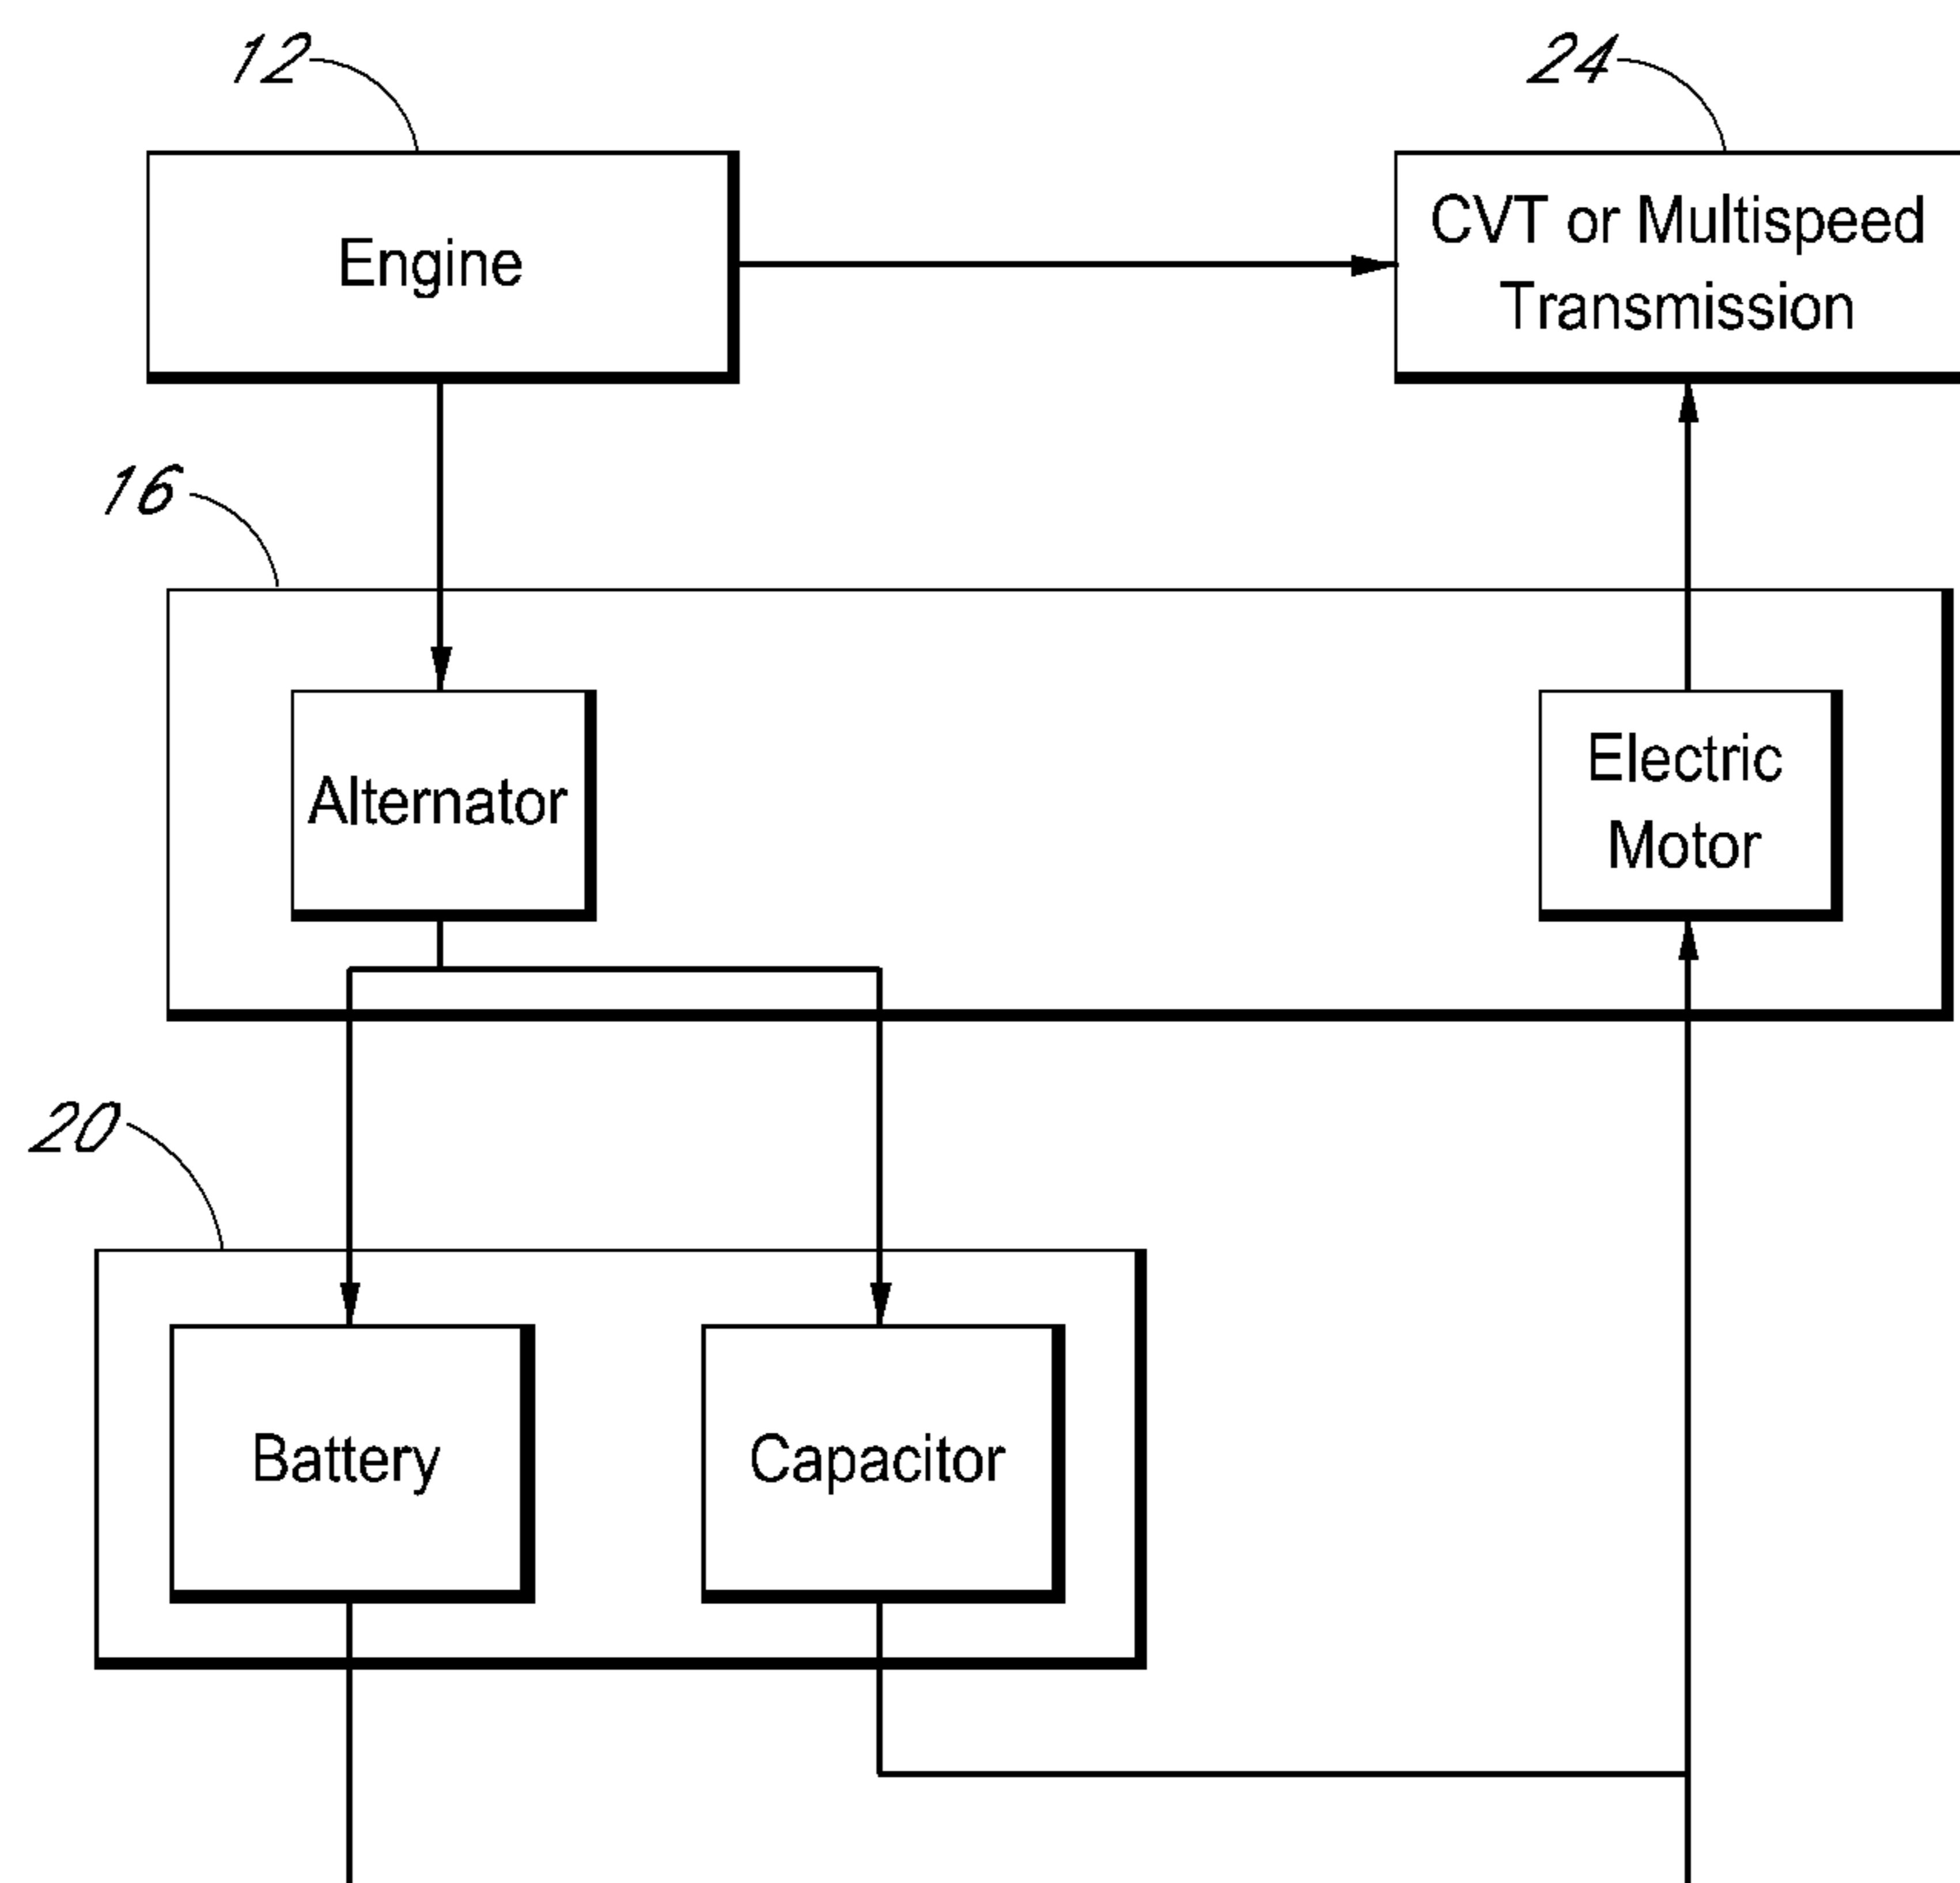 12
24
Engine
CVT or Multispeed
Transmission
16
Alternator
Electric
Motor
20
Battery
Capacitor